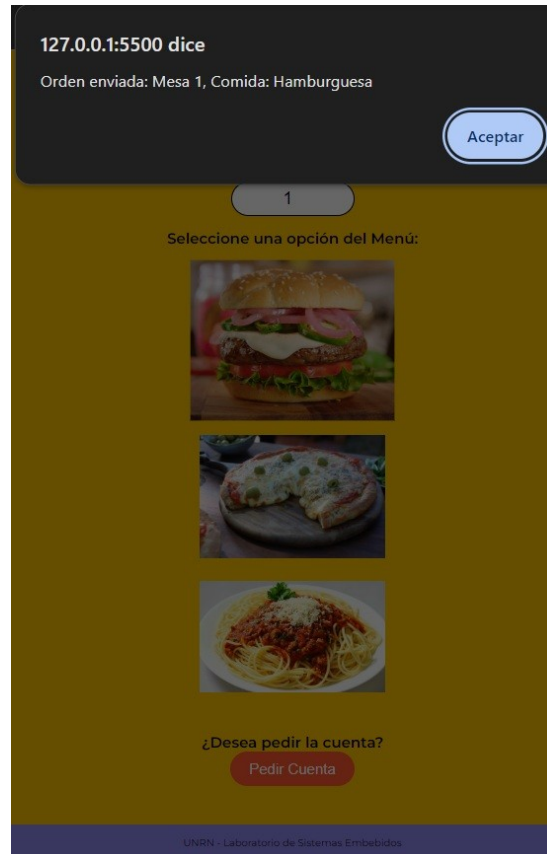 127.0.0.1:5500 dice
Orden enviada: Mesa 1, Comida: Hamburguesa
Aceptar
1
Seleccione una opción del Menú:
¿Desea pedir la cuenta?
Pedir Cuenta
UNRN - Laboratorio de Sistemas Embebidos